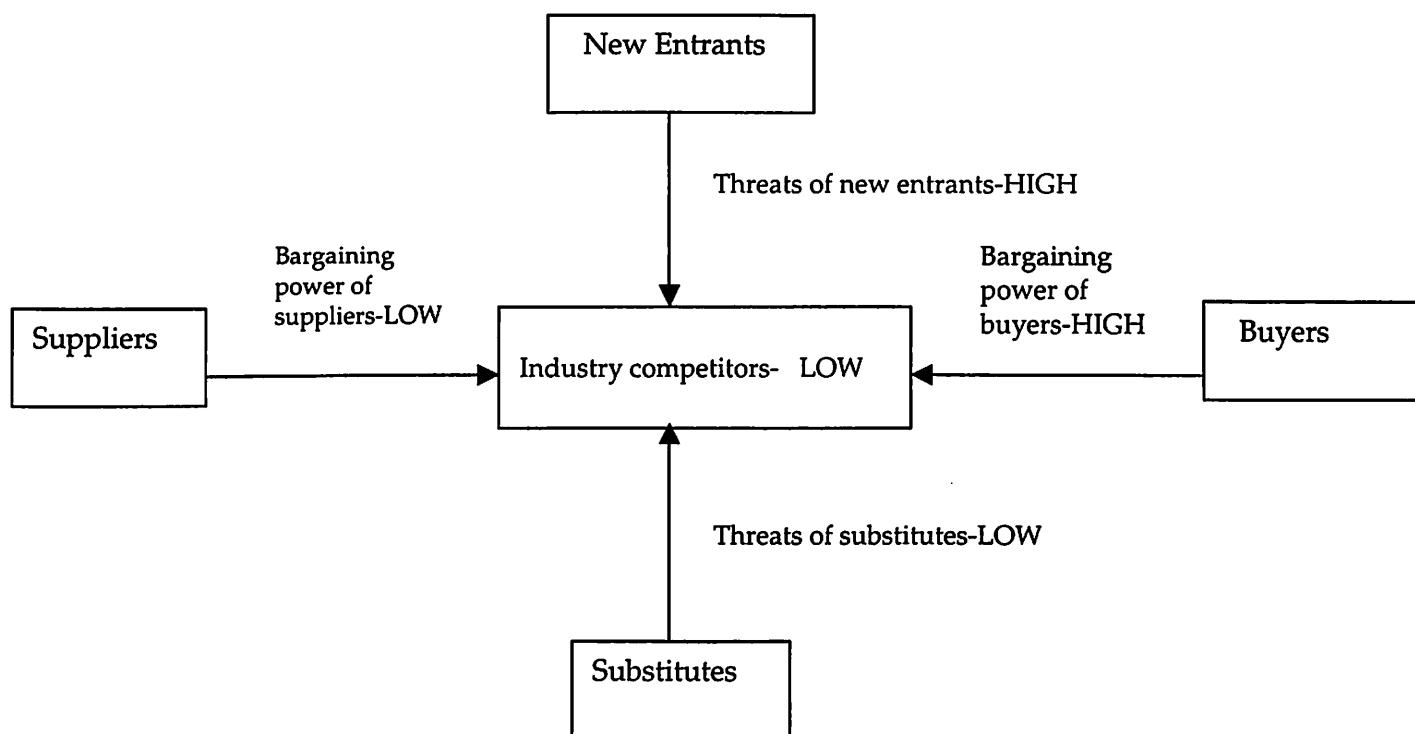 New Entrants
Threats of new entrants-HIGH
Bargaining
power of
suppliers-LOW
Bargaining
power of
buyers-HIGH
Suppliers
Industry competitors- LOW
Buyers
Threats of substitutes-LOW
Substitutes